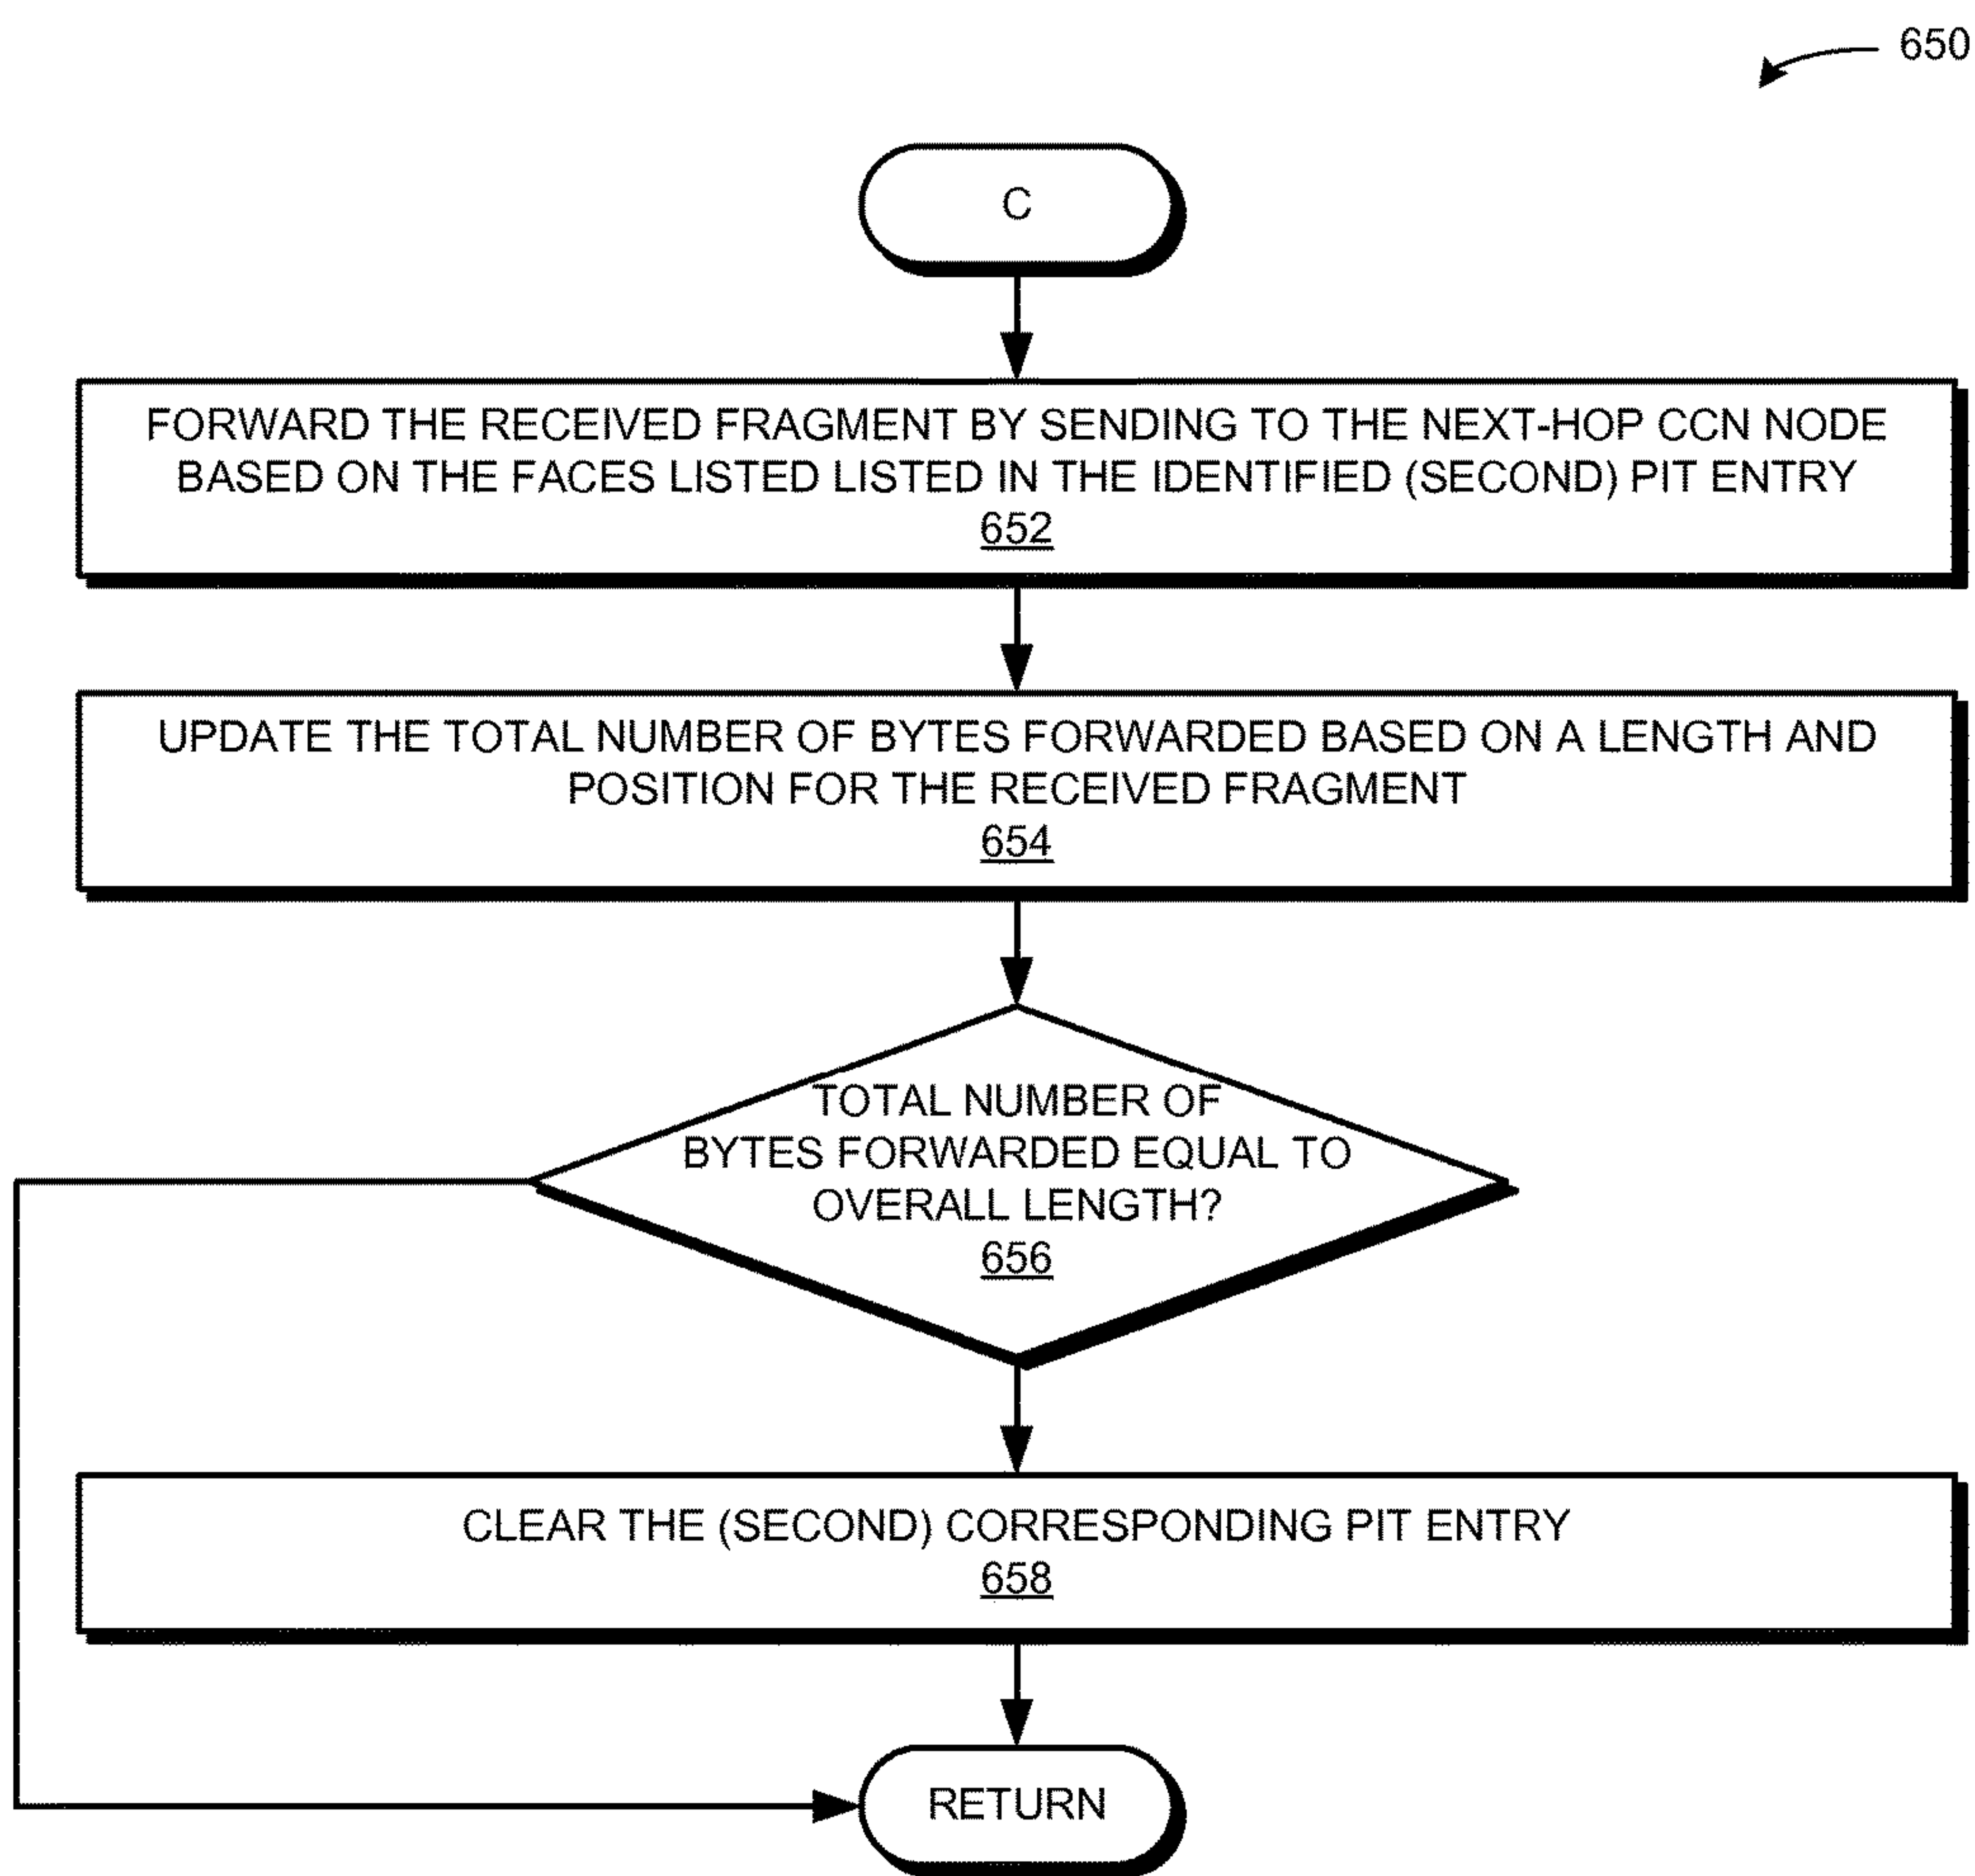 650
C
FORWARD THE RECEIVED FRAGMENT BY SENDING TO THE NEXT-HOP CCN NODE
BASED ON THE FACES LISTED LISTED IN THE IDENTIFIED (SECOND) PIT ENTRY
652
UPDATE THE TOTAL NUMBER OF BYTES FORWARDED BASED ON A LENGTH AND
POSITION FOR THE RECEIVED FRAGMENT
654
TOTAL NUMBER OF
BYTES FORWARDED EQUAL TO
OVERALL LENGTH?
656
CLEAR THE (SECOND) CORRESPONDING PIT ENTRY
658
RETURN